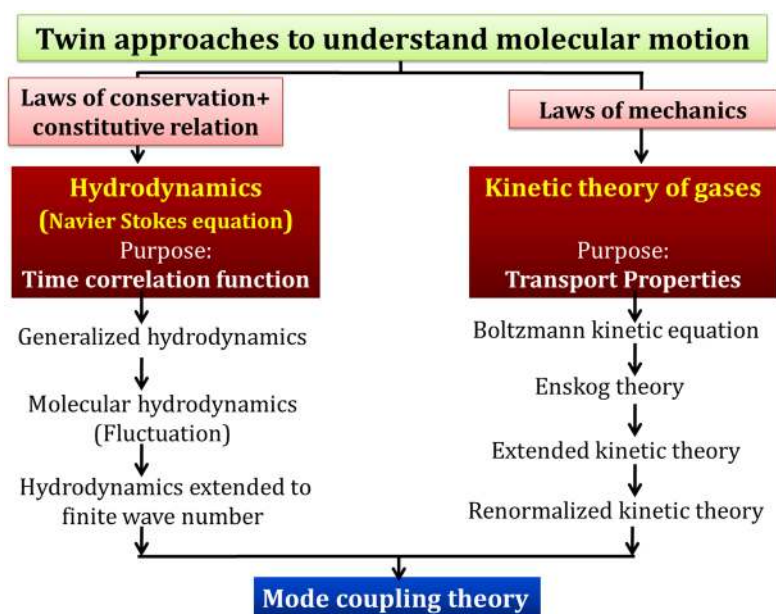 Twin approaches to understand molecular motion
Laws of conservation+
constitutive relation
Hydrodynamics
(Navier Stokes equation)
Purpose:
Time correlation function
Generalized hydrodynamics
Molecular hydrodynamics
(Fluctuation)
Hydrodynamics extended to
finite wave number
Laws of mechanics
Kinetic theory of gases
Purpose:
Transport Properties
Boltzmann kinetic equation
Enskog theory
Extended kinetic theory
Renormalized kinetic theory
Mode coupling theory